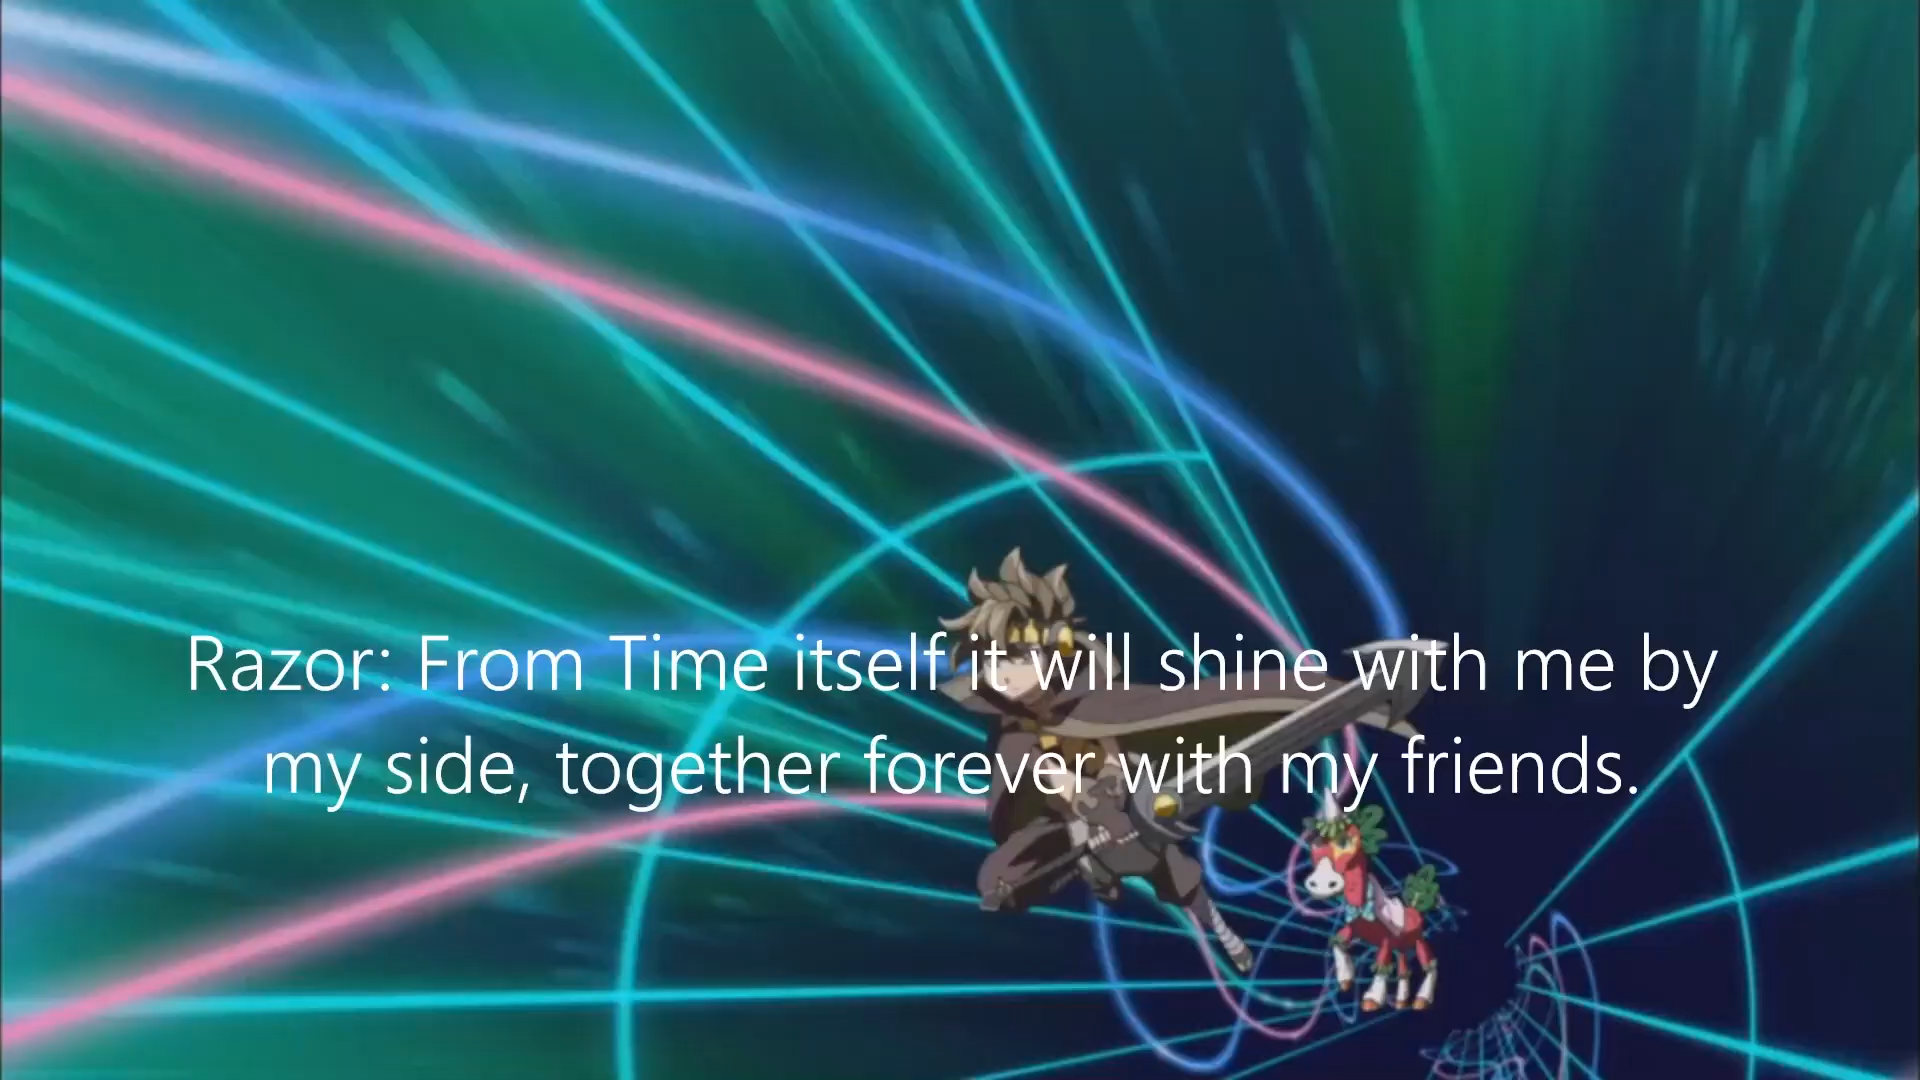 Razor: From Time itself it will shine with me by
my side, together forever with my friends.